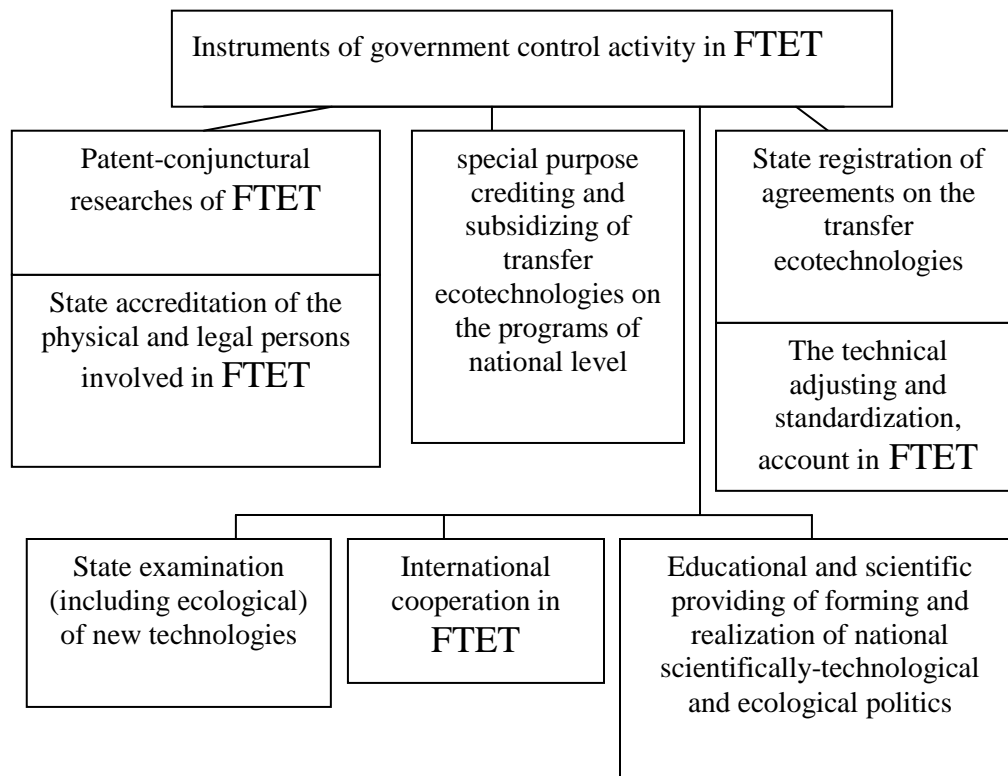 Instruments of government control activity in FTET
Patent-conjunctural
researches of FTET
State accreditation of the
physical and legal persons
involved in FTET
special purpose
crediting and
subsidizing of
transfer
ecotechnologies on
the programs of
national level
State registration of
agreements on the
transfer
ecotechnologies
The technical
adjusting and
standardization,
account in FTET
State examination
(including ecological)
of new technologies
International
cooperation in
FTET
Educational and scientific
providing of forming and
realization of national
scientifically-technological
and ecological politics